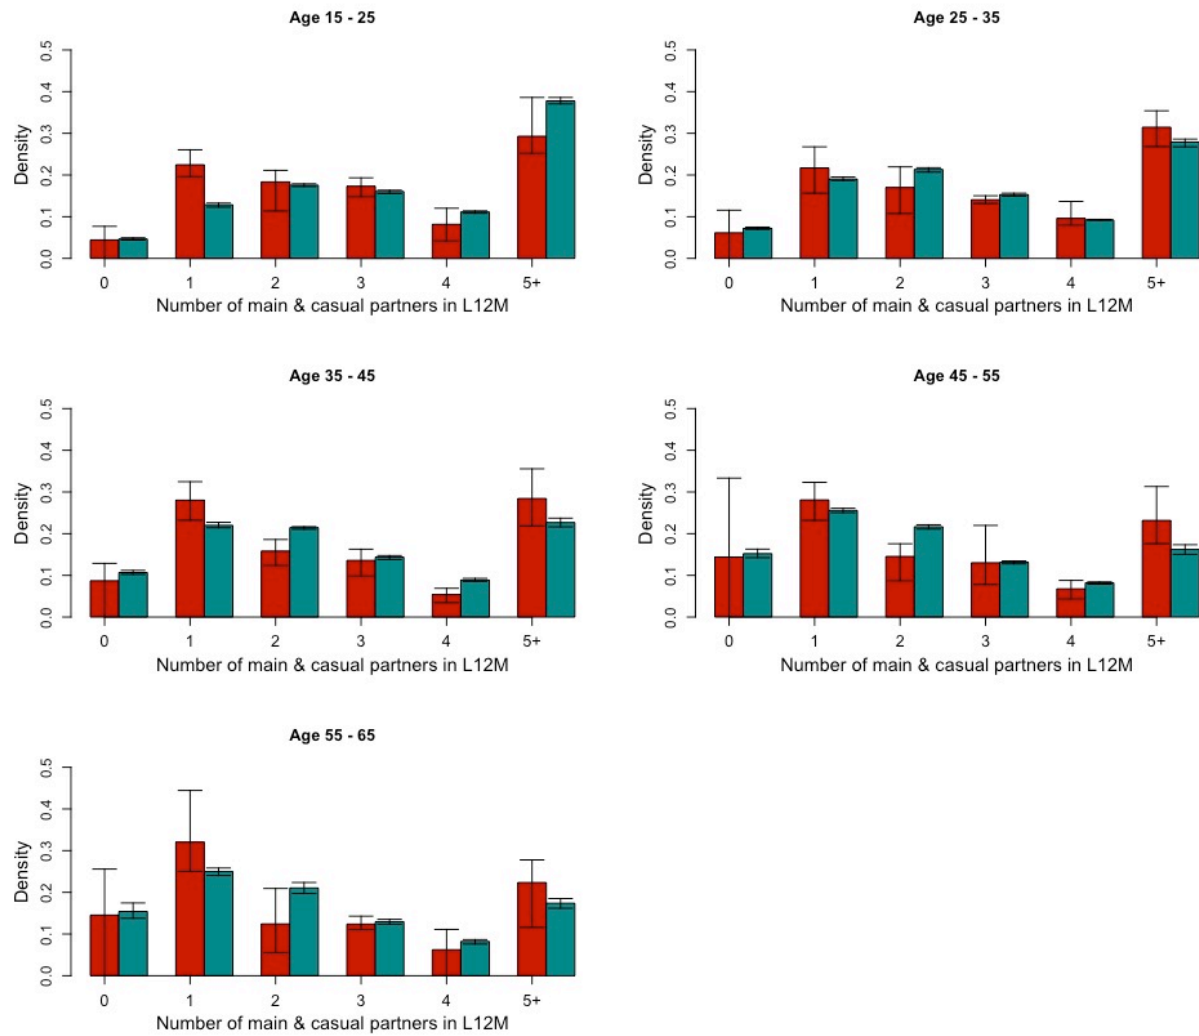 Age 15 - 25
Density
0.0 0.1 0.2 0.3 0.4 0.5
0 1 2 3 4 5+
Number of main & casual partners in L12M
Age 25 - 35
Density
0.0 0.1 0.2 0.3 0.4 0.5
0 1 2 3 4 5+
Number of main & casual partners in L12M
Age 35 - 45
Density
0.0 0.1 0.2 0.3 0.4 0.5
0 1 2 3 4 5+
Number of main & casual partners in L12M
Age 45 - 55
Density
0.0 0.1 0.2 0.3 0.4 0.5
0 1 2 3 4 5+
Number of main & casual partners in L12M
Age 55 - 65
Density
0.0 0.1 0.2 0.3 0.4 0.5
0 1 2 3 4 5+
Number of main & casual partners in L12M